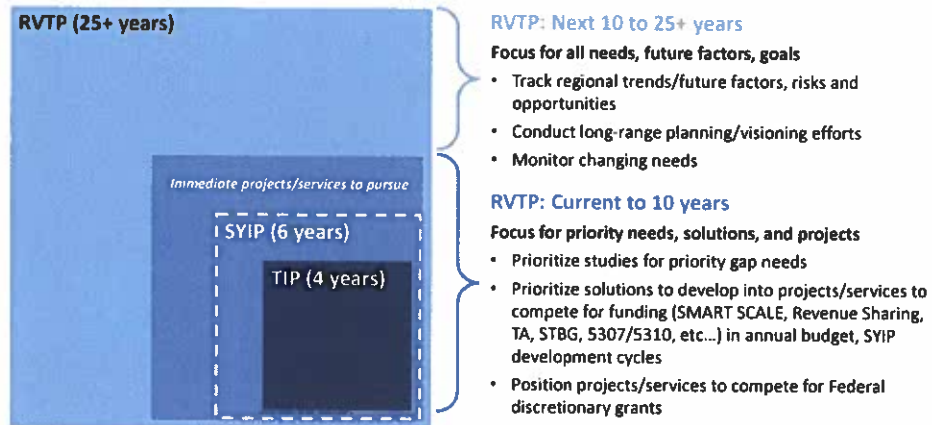 RVTP (25+ years)
Immediate projects/services to pursue
SYIP (6 years)
TIP (4 years)
RVTP: Next 10 to 25+ years
Focus for all needs, future factors, goals
• Track regional trends/future factors, risks and
opportunities
• Conduct long-range planning/visioning efforts
• Monitor changing needs
RVTP: Current to 10 years
Focus for priority needs, solutions, and projects
• Prioritize studies for priority gap needs
• Prioritize solutions to develop into projects/services to
compete for funding (SMART SCALE, Revenue Sharing,
TA, STBG, 5307/5310, etc...) in annual budget, SYIP
development cycles
• Position projects/services to compete for Federal
discretionary grants